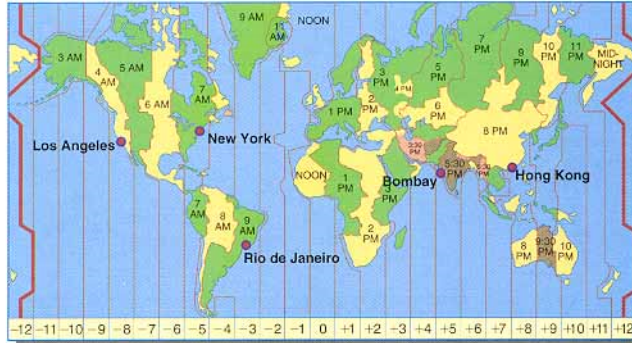 9 AM
11 AM
NOON
3 AM
4 AM
5 AM
6 AM
7 AM
1 PM
2 PM
3 PM
4 PM
5 PM
6 PM
7 PM
9 PM
10 PM
11 PM
MID-
NIGHT
8 PM
3:30 PM
5:30 PM
Los Angeles
New York
Bombay
Hong Kong
NOON
1 PM
3 PM
2 PM
7 AM
8 AM
9 AM
Rio de Janeiro
8 PM
9:30 PM
10 PM
-12 -11 -10 -9 -8 -7 -6 -5 -4 -3 -2 -1 0 +1 +2 +3 +4 +5 +6 +7 +8 +9 +10 +11 +12